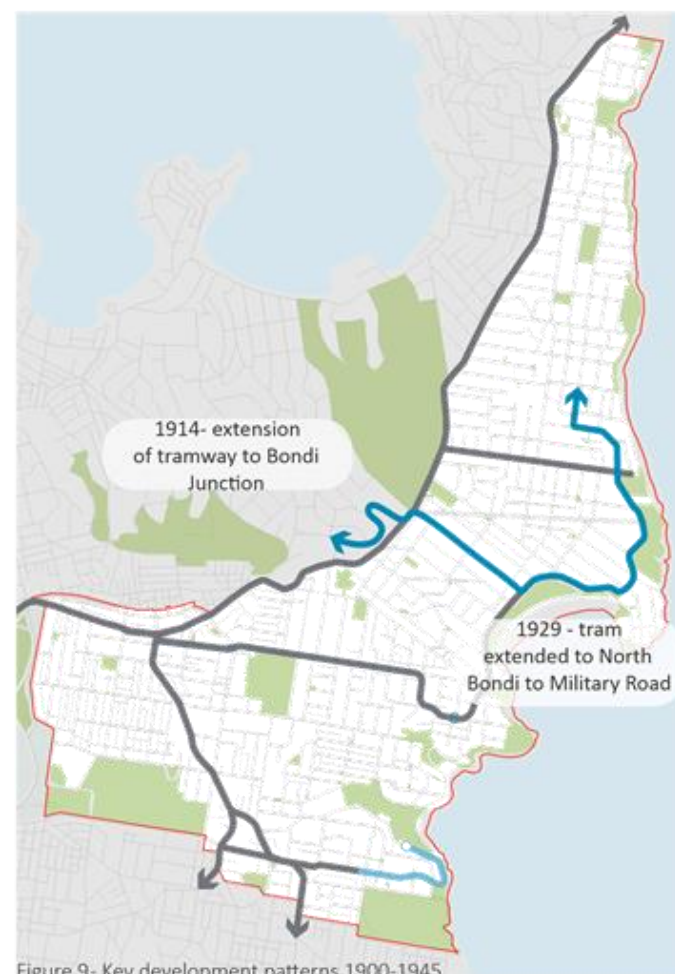 1914- extension
of tramway to Bondi
Junction
1929 - tram
extended to North
Bondi to Military Road
Figure 9- Key development patterns 1900-1945